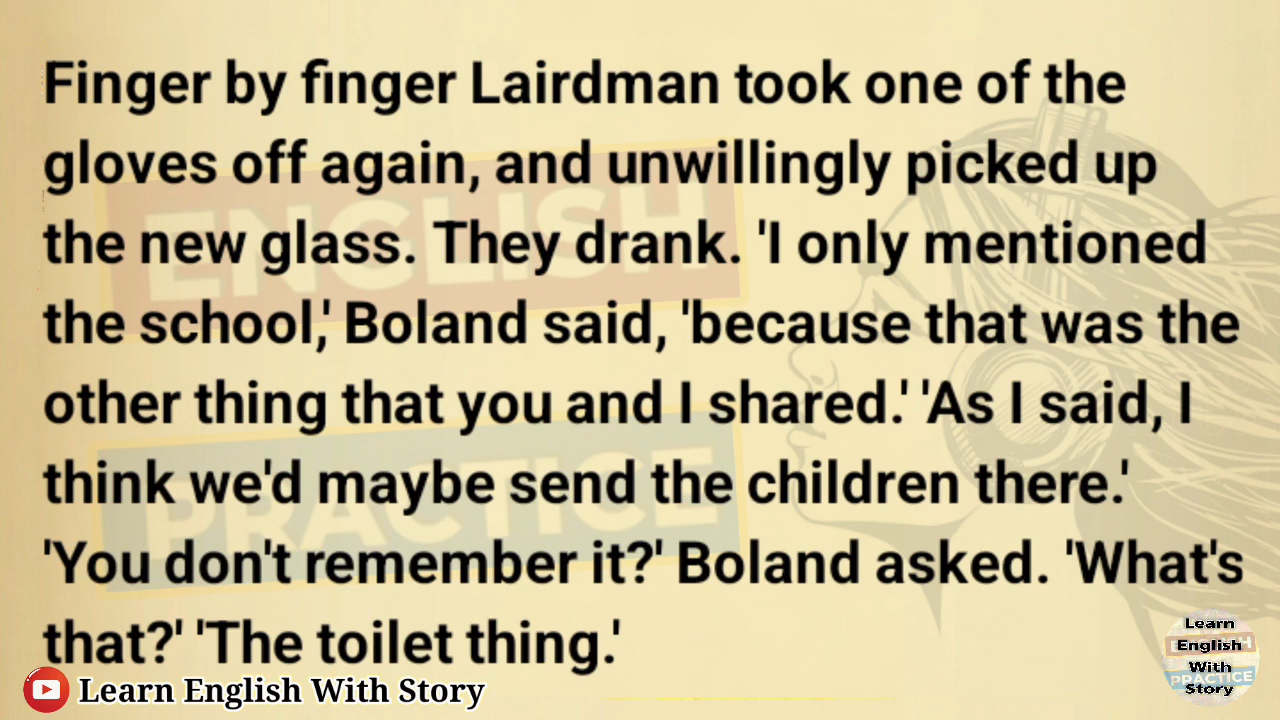 Finger by finger Lairdman took one of the
gloves off again, and unwillingly picked up
the new glass. They drank. 'I only mentioned
the school,' Boland said, 'because that was the
other thing that you and I shared.' 'As I said, I
think we'd maybe send the children there.'
'You don't remember it?' Boland asked. 'What's
that?' 'The toilet thing.'
ENGLISH
PRACTICE
Learn English With Story
Learn
English
With
PRACTICE
Story